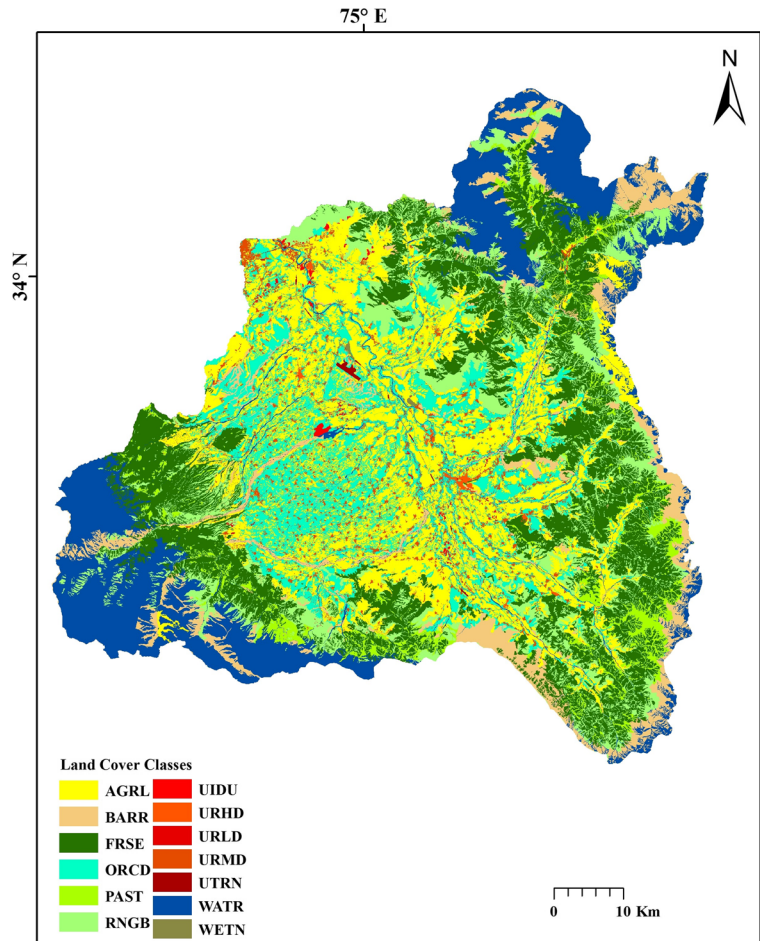 75° E
N
34° N
Land Cover Classes
AGRL
BARR
FRSE
ORCD
PAST
RNGB
UIDU
URHD
URLD
URMD
UTRN
WATR
WETN
0 10 Km